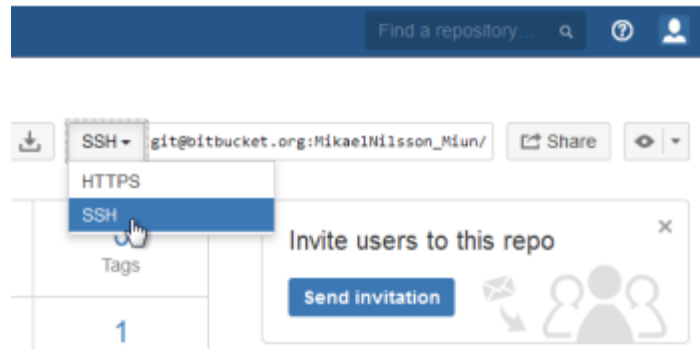 Find a repository...
SSH
git@bitbucket.org:MikaelNilsson_Miun/
Share
HTTPS
SSH
Tags
1
Invite users to this repo
Send invitation